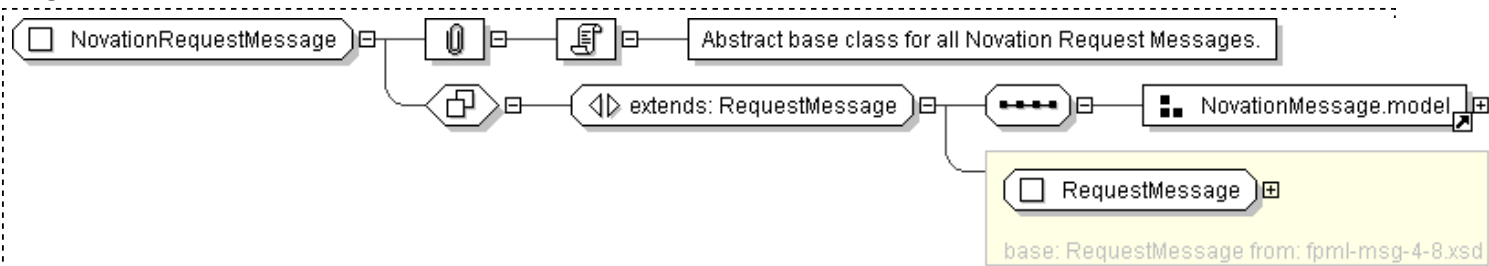 NovationRequestMessage
Abstract base class for all Novation Request Messages.
extends: RequestMessage
NovationMessage.model
RequestMessage
base: RequestMessage from: fpml-msg-4-8.xsd